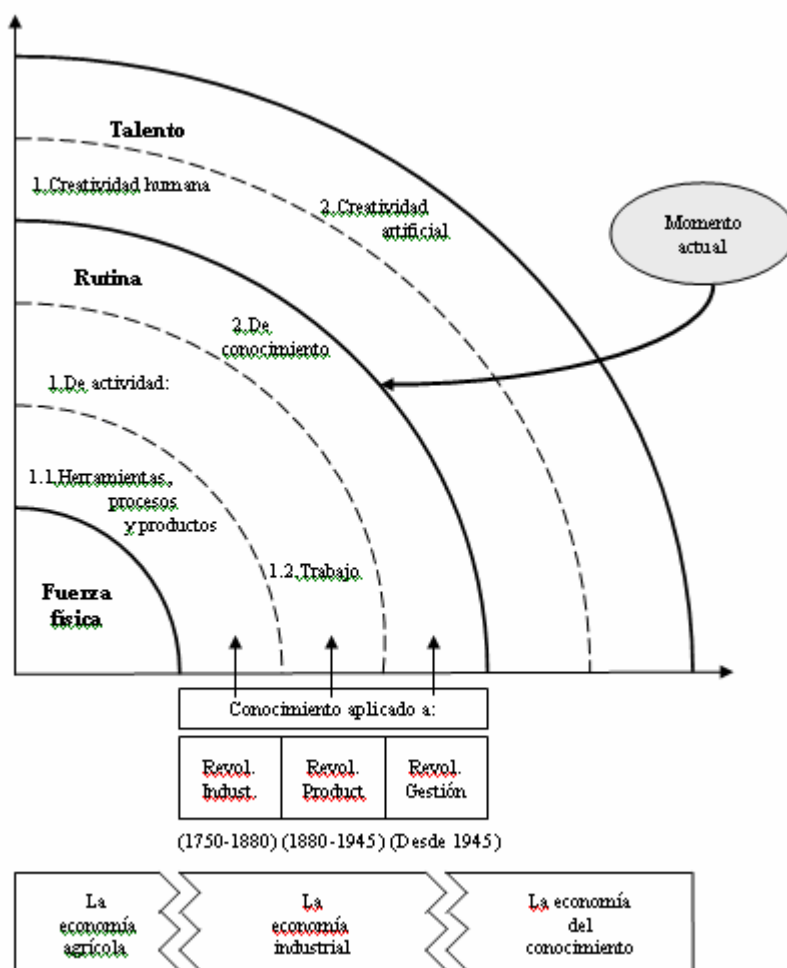 Talento
1.Creatividad humana
2.Creatividad
artificial
Momento
actual
Rutina
2.De
conocimiento
1.De actividad:
1.1.Herramientas,
procesos
y productos
1.2.Trabajo
Fuerza
física
Conocimiento aplicado a:
Revol.
Indust.
Revol.
Product.
Revol.
Gestión
(1750-1880) (1880-1945) (Desde 1945)
La
economía
agrícola
La
economía
industrial
La economía
del
conocimiento